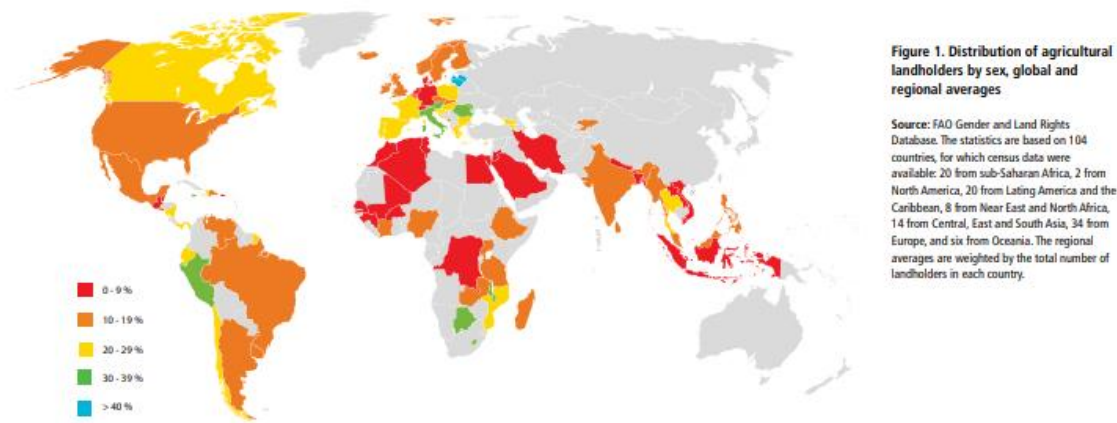 Figure 1. Distribution of agricultural
landholders by sex, global and
regional averages
Source: FAO Gender and Land Rights
Database. The statistics are based on 104
countries, for which census data were
available: 20 from sub-Saharan Africa, 2 from
North America, 20 from Lating America and the
Caribbean, 8 from Near East and North Africa,
14 from Central, East and South Asia, 34 from
Europe, and six from Oceania. The regional
averages are weighted by the total number of
landholders in each country.
0 - 9 %
10 - 19 %
20 - 29 %
30 - 39 %
> 40 %